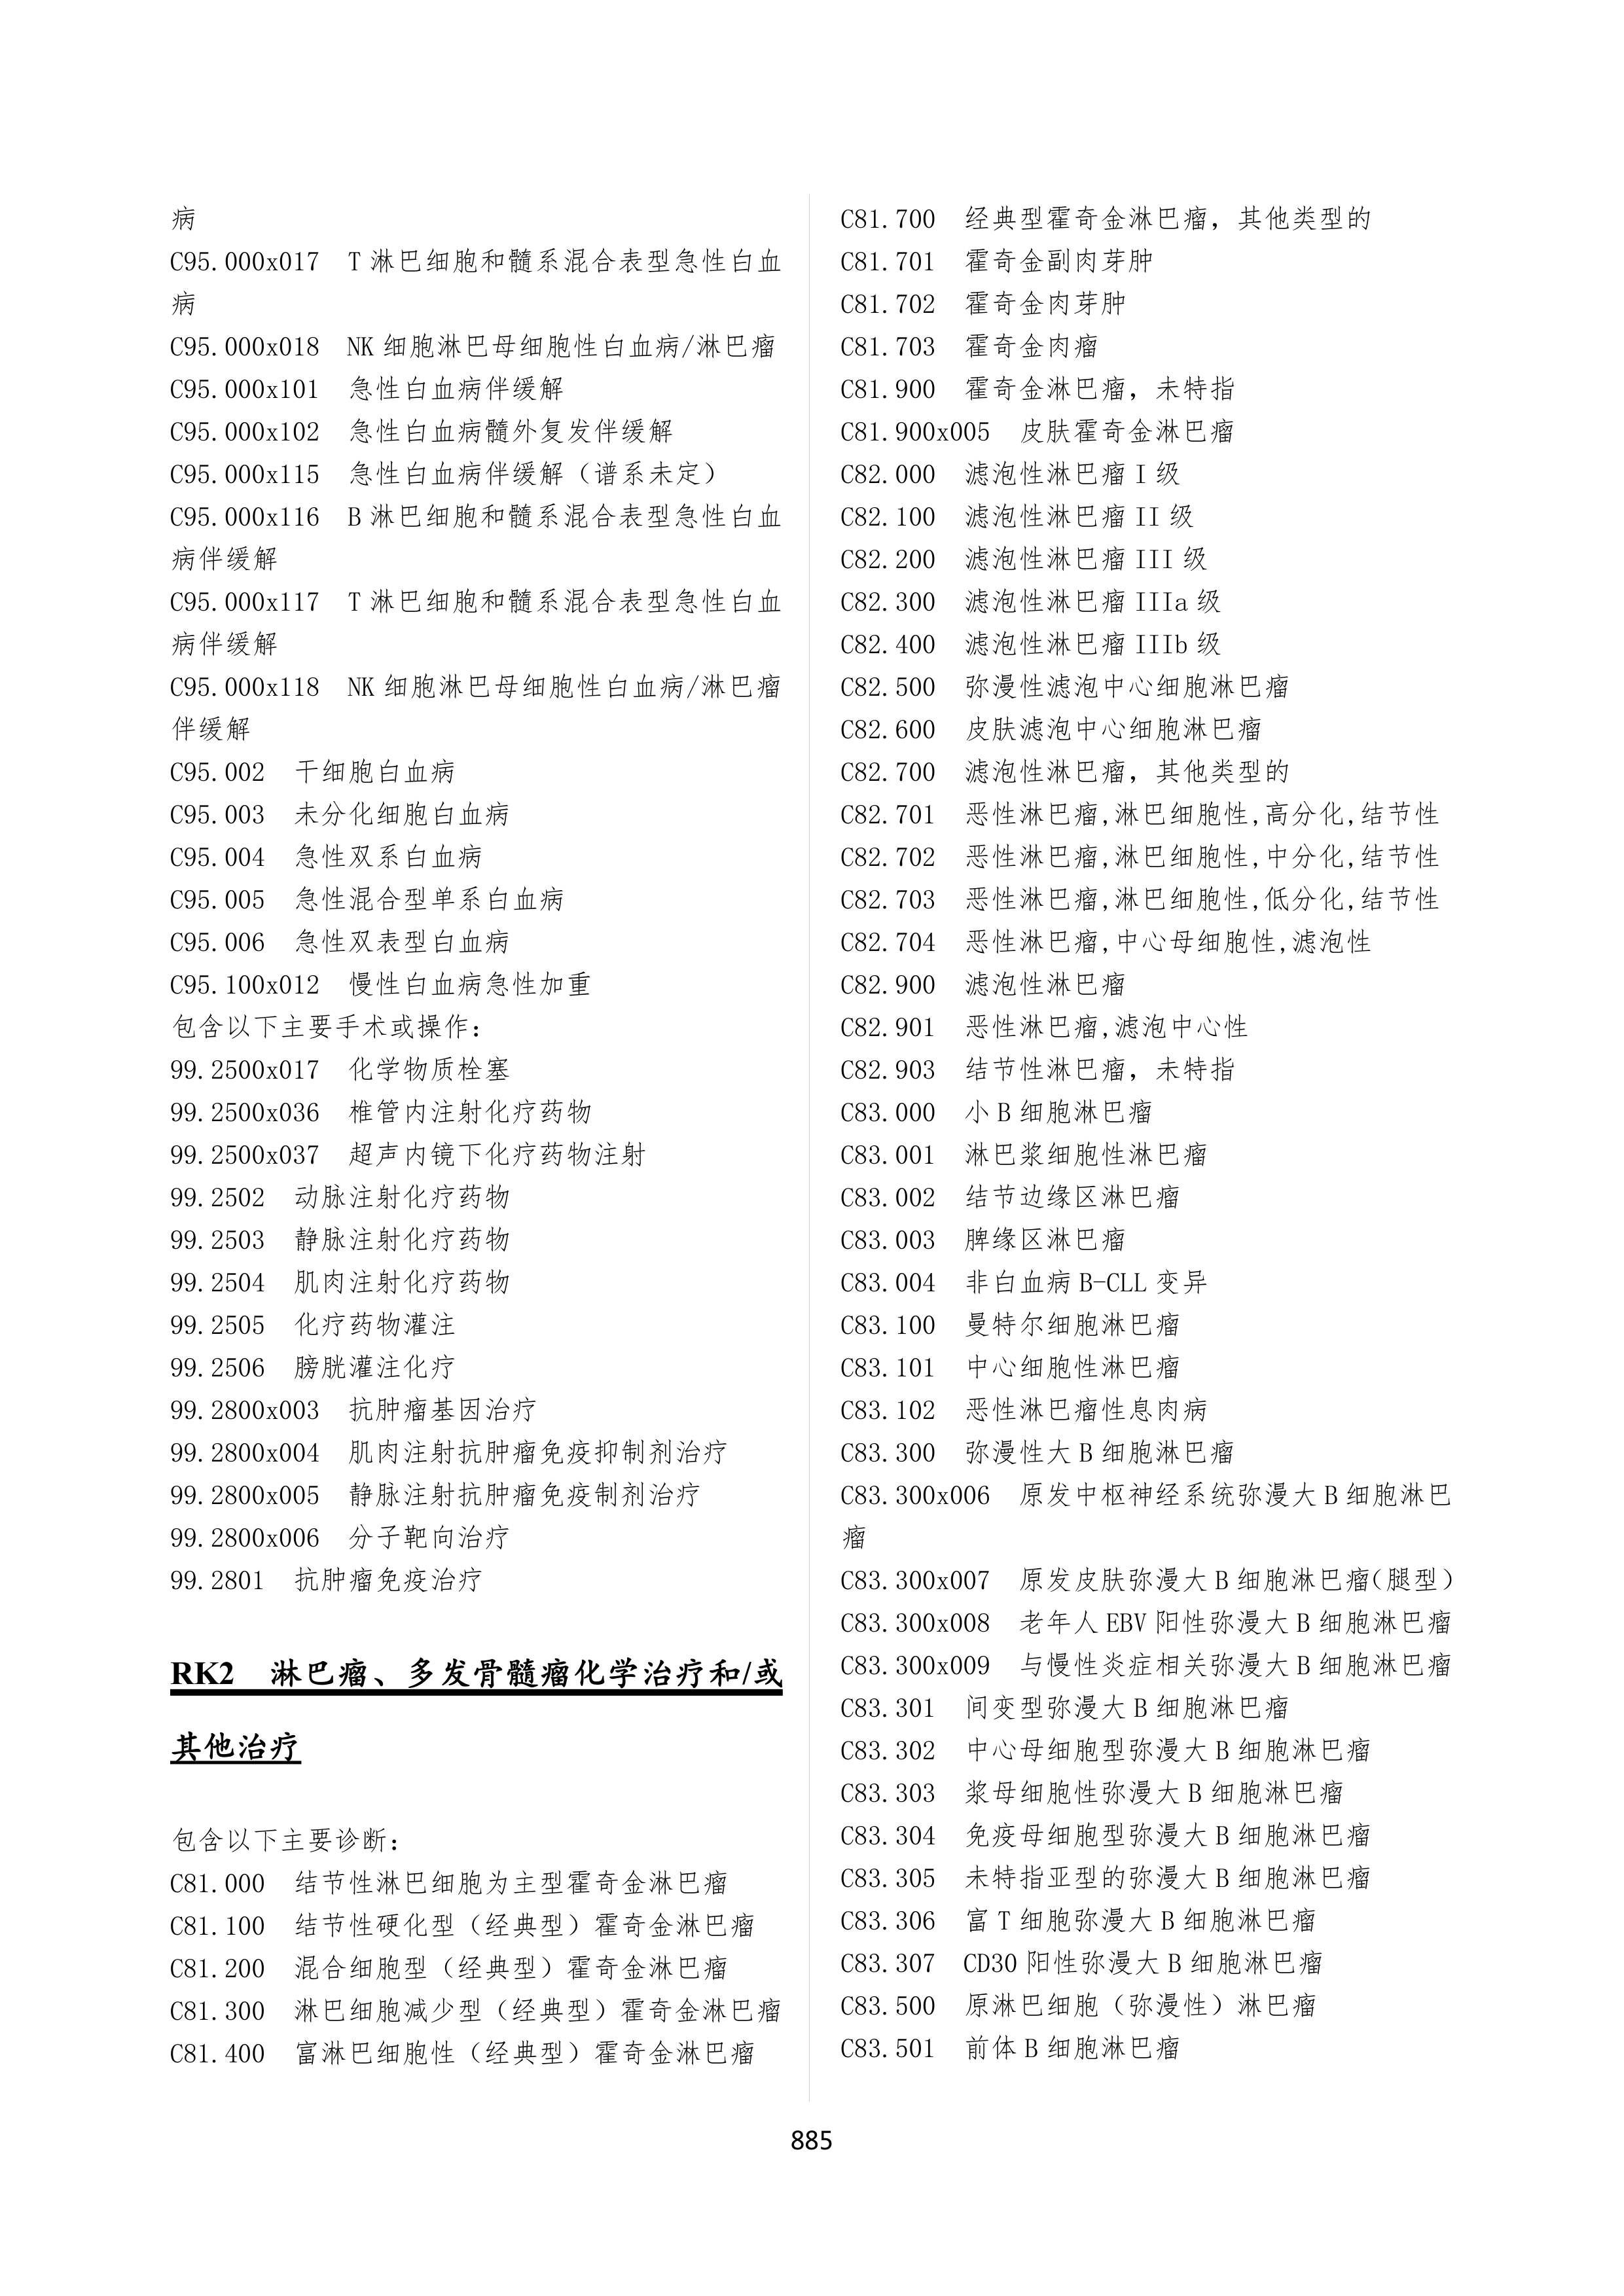 病
C95.000x017 T 淋巴细胞和髓系混合表型急性白血
病
C95.000x018 NK 细胞淋巴母细胞性白血病/淋巴瘤
C95.000x101 急性白血病伴缓解
C95.000x102 急性白血病髓外复发伴缓解
C95.000x115 急性白血病伴缓解（谱系未定）
C95.000x116 B 淋巴细胞和髓系混合表型急性白血
病伴缓解
C95.000x117 T 淋巴细胞和髓系混合表型急性白血
病伴缓解
C95.000x118 NK 细胞淋巴母细胞性白血病/淋巴瘤
伴缓解
C95.002 干细胞白血病
C95.003 未分化细胞白血病
C95.004 急性双系白血病
C95.005 急性混合型单系白血病
C95.006 急性双表型白血病
C95.100x012 慢性白血病急性加重
包含以下主要手术或操作：
99.2500x017 化学物质栓塞
99.2500x036 椎管内注射化疗药物
99.2500x037 超声内镜下化疗药物注射
99.2502 动脉注射化疗药物
99.2503 静脉注射化疗药物
99.2504 肌肉注射化疗药物
99.2505 化疗药物灌注
99.2506 膀胱灌注化疗
99.2800x003 抗肿瘤基因治疗
99.2800x004 肌肉注射抗肿瘤免疫抑制剂治疗
99.2800x005 静脉注射抗肿瘤免疫制剂治疗
99.2800x006 分子靶向治疗
99.2801 抗肿瘤免疫治疗
RK2 淋巴瘤、多发骨髓瘤化学治疗和/或
其他治疗
包含以下主要诊断：
C81.000 结节性淋巴细胞为主型霍奇金淋巴瘤
C81.100 结节性硬化型（经典型）霍奇金淋巴瘤
C81.200 混合细胞型（经典型）霍奇金淋巴瘤
C81.300 淋巴细胞减少型（经典型）霍奇金淋巴瘤
C81.400 富淋巴细胞性（经典型）霍奇金淋巴瘤
C81.700 经典型霍奇金淋巴瘤，其他类型的
C81.701 霍奇金副肉芽肿
C81.702 霍奇金肉芽肿
C81.703 霍奇金肉瘤
C81.900 霍奇金淋巴瘤，未特指
C81.900x005 皮肤霍奇金淋巴瘤
C82.000 滤泡性淋巴瘤 I 级
C82.100 滤泡性淋巴瘤 II 级
C82.200 滤泡性淋巴瘤 III 级
C82.300 滤泡性淋巴瘤 IIIa 级
C82.400 滤泡性淋巴瘤 IIIb 级
C82.500 弥漫性滤泡中心细胞淋巴瘤
C82.600 皮肤滤泡中心细胞淋巴瘤
C82.700 滤泡性淋巴瘤，其他类型的
C82.701 恶性淋巴瘤,淋巴细胞性,高分化,结节性
C82.702 恶性淋巴瘤,淋巴细胞性,中分化,结节性
C82.703 恶性淋巴瘤,淋巴细胞性,低分化,结节性
C82.704 恶性淋巴瘤,中心母细胞性,滤泡性
C82.900 滤泡性淋巴瘤
C82.901 恶性淋巴瘤,滤泡中心性
C82.903 结节性淋巴瘤，未特指
C83.000 小 B 细胞淋巴瘤
C83.001 淋巴浆细胞性淋巴瘤
C83.002 结节边缘区淋巴瘤
C83.003 脾缘区淋巴瘤
C83.004 非白血病 B-CLL 变异
C83.100 曼特尔细胞淋巴瘤
C83.101 中心细胞性淋巴瘤
C83.102 恶性淋巴瘤性息肉病
C83.300 弥漫性大 B 细胞淋巴瘤
C83.300x006 原发中枢神经系统弥漫大 B 细胞淋巴
瘤
C83.300x007 原发皮肤弥漫大 B 细胞淋巴瘤(腿型)
C83.300x008 老年人 EBV 阳性弥漫大 B 细胞淋巴瘤
C83.300x009 与慢性炎症相关弥漫大 B 细胞淋巴瘤
C83.301 间变型弥漫大 B 细胞淋巴瘤
C83.302 中心母细胞型弥漫大 B 细胞淋巴瘤
C83.303 浆母细胞性弥漫大 B 细胞淋巴瘤
C83.304 免疫母细胞型弥漫大 B 细胞淋巴瘤
C83.305 未特指亚型的弥漫大 B 细胞淋巴瘤
C83.306 富 T 细胞弥漫大 B 细胞淋巴瘤
C83.307 CD30 阳性弥漫大 B 细胞淋巴瘤
C83.500 原淋巴细胞（弥漫性）淋巴瘤
C83.501 前体 B 细胞淋巴瘤
885